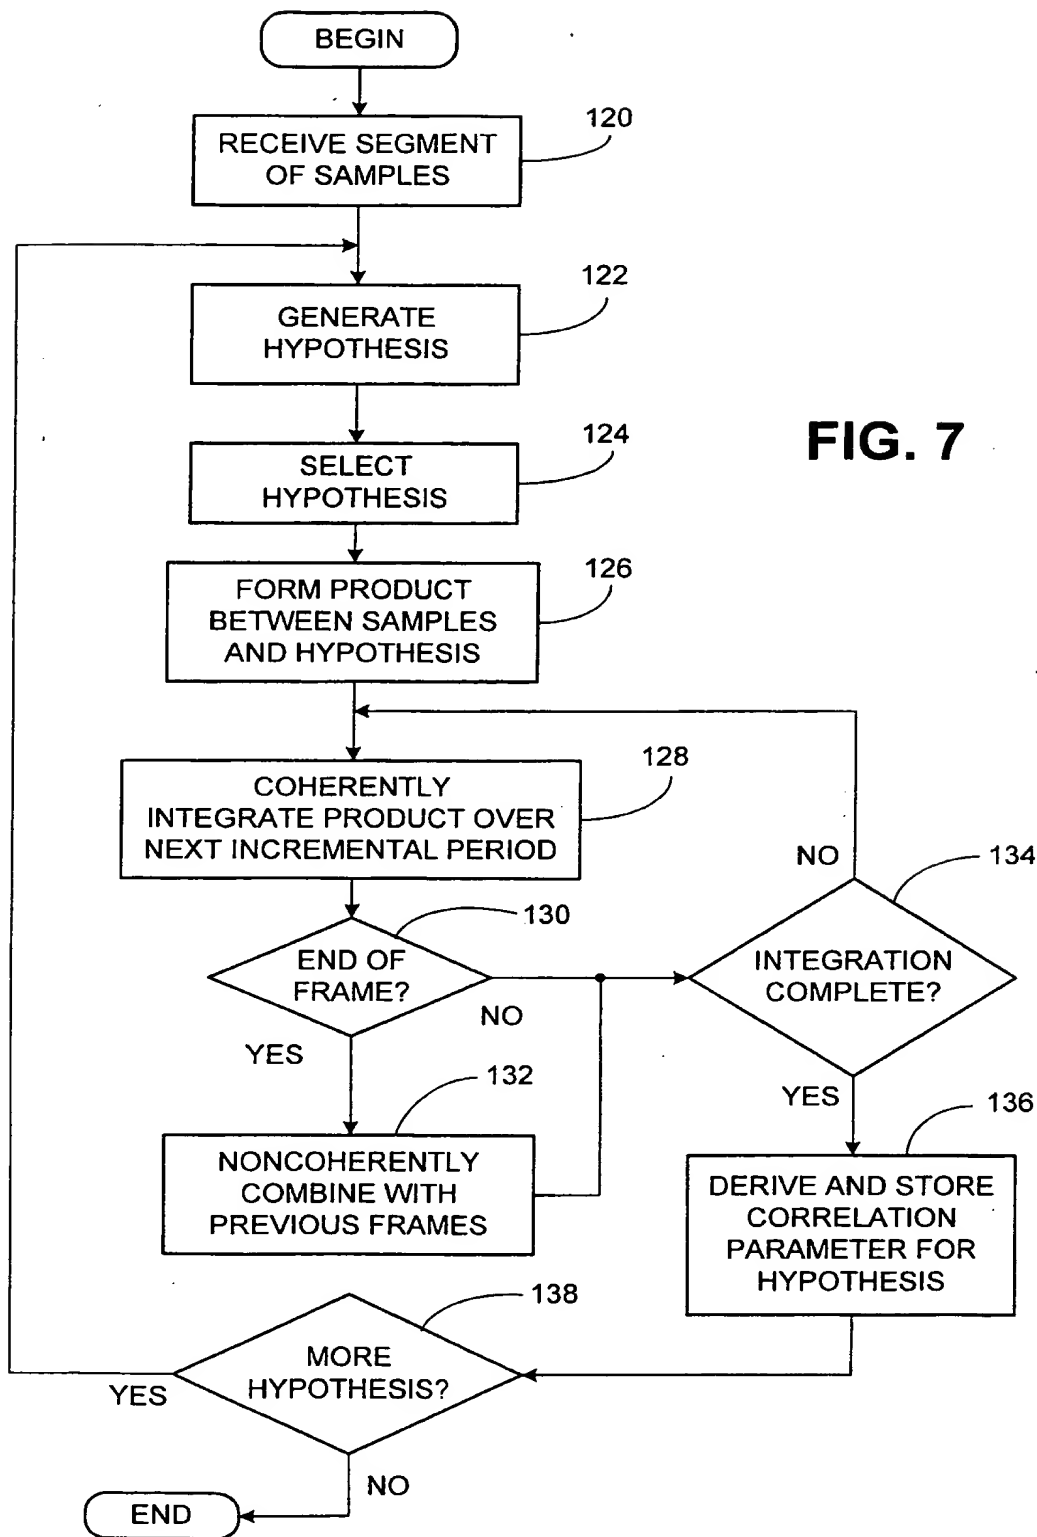 BEGIN
120
RECEIVE SEGMENT
OF SAMPLES
122
GENERATE
HYPOTHESIS
124
SELECT
HYPOTHESIS
FIG. 7
126
FORM PRODUCT
BETWEEN SAMPLES
AND HYPOTHESIS
128
COHERENTLY
INTEGRATE PRODUCT OVER
NEXT INCREMENTAL PERIOD
NO
134
130
END OF
FRAME?
NO
INTEGRATION
COMPLETE?
YES
132
YES
136
NONCOHERENTLY
COMBINE WITH
PREVIOUS FRAMES
DERIVE AND STORE
CORRELATION
PARAMETER FOR
HYPOTHESIS
138
MORE
HYPOTHESIS?
YES
NO
END